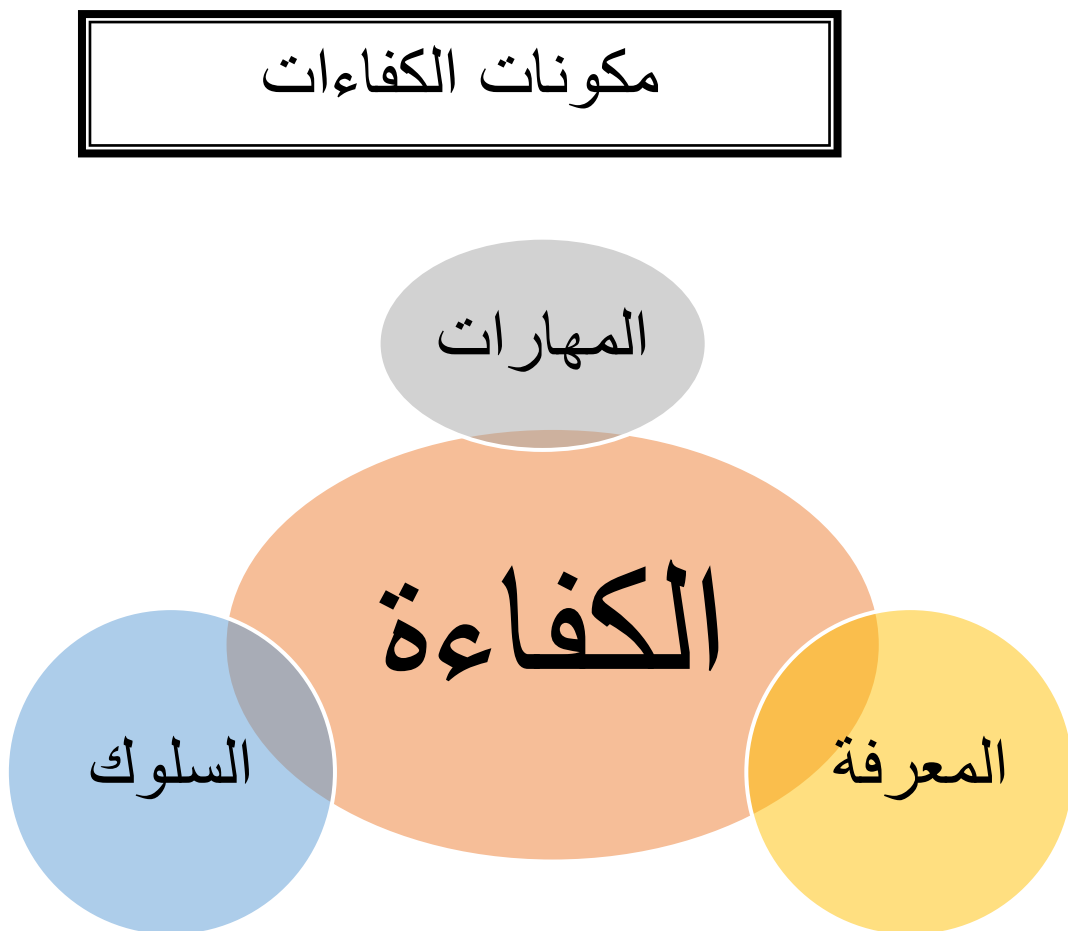 مكونات الكفاءات
المهارات
الكفاءة
المعرفة
السلوك